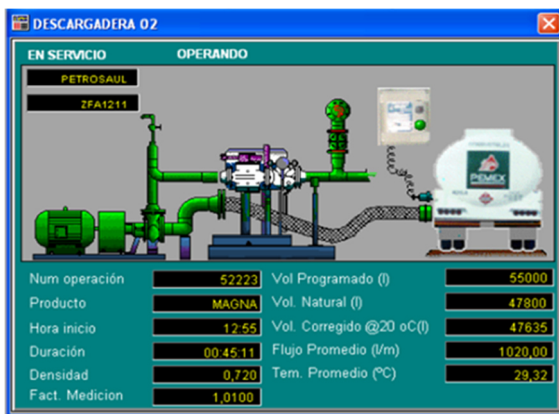 DESCARGADERA 02
EN SERVICIO OPERANDO
PETROSAUL
ZFA1211
PEMEX
Num operación 52223 Vol Programado (l) 55000
Producto MAGNA Vol. Natural (l) 47800
Hora inicio 12:55 Vol. Corregido @20 oC(l) 47635
Duración 00:45:11 Flujo Promedio (l/m) 1020,00
Densidad 0,720 Tem. Promedio (ºC) 29,32
Fact. Medicion 1,0100